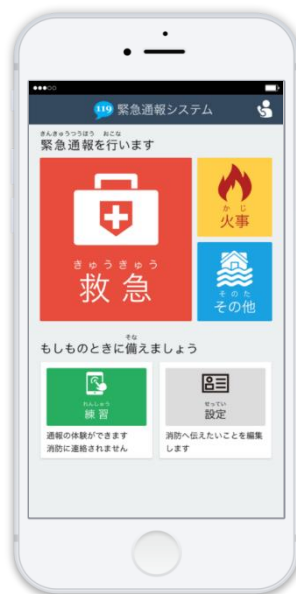 119 緊急通報システム
きんきゅうつうほう おこな
緊急通報を行います
きゅうきゅう
救急
かじ
火事
そのた
その他
そな
もしものときに備えましょう
れんしゅう
練習
通報の体験ができます
消防に連絡されません
せってい
設定
消防へ伝えたいことを編集
します